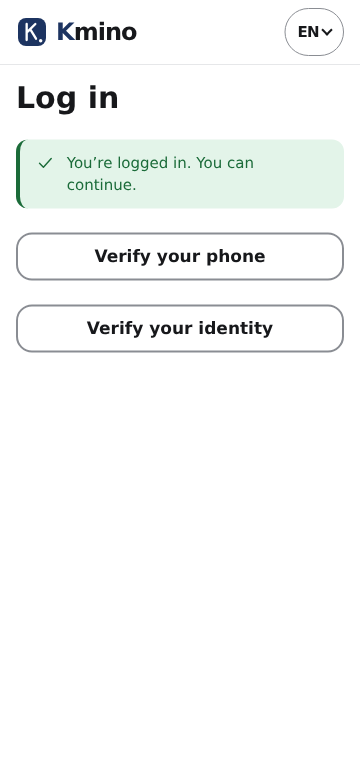 K. Kmino
EN
Log in
You’re logged in. You can
continue.
Verify your phone
Verify your identity